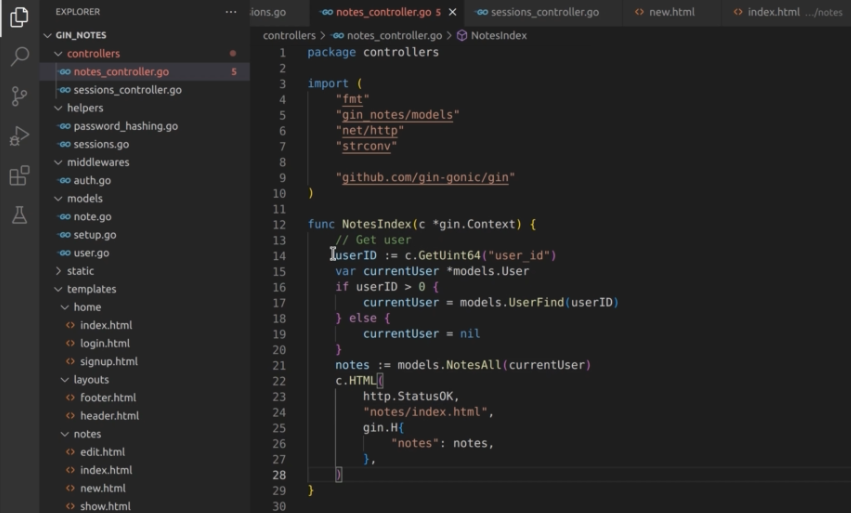 EXPLORER
GIN_NOTES
controllers
notes_controller.go 5
sessions_controller.go
helpers
password_hashing.go
sessions.go
middlewares
auth.go
models
note.go
setup.go
user.go
static
templates
home
index.html
login.html
signup.html
layouts
footer.html
header.html
notes
edit.html
index.html
new.html
show.html
ions.go notes_controller.go 5 sessions_controller.go new.html index.html .../notes
controllers > notes_controller.go > NotesIndex
1 package controllers
2
3 import (
4 "fmt"
5 "gin_notes/models"
6 "net/http"
7 "strconv"
8
9 "github.com/gin-gonic/gin"
10 )
11
12 func NotesIndex(c *gin.Context) {
13 // Get user
14 userID := c.GetUint64("user_id")
15 var currentUser *models.User
16 if userID > 0 {
17 currentUser = models.UserFind(userID)
18 } else {
19 currentUser = nil
20 }
21 notes := models.NotesAll(currentUser)
22 c.HTML(
23 http.StatusOK,
24 "notes/index.html",
25 gin.H{
26 "notes": notes,
27 },
28 )
29 }
30